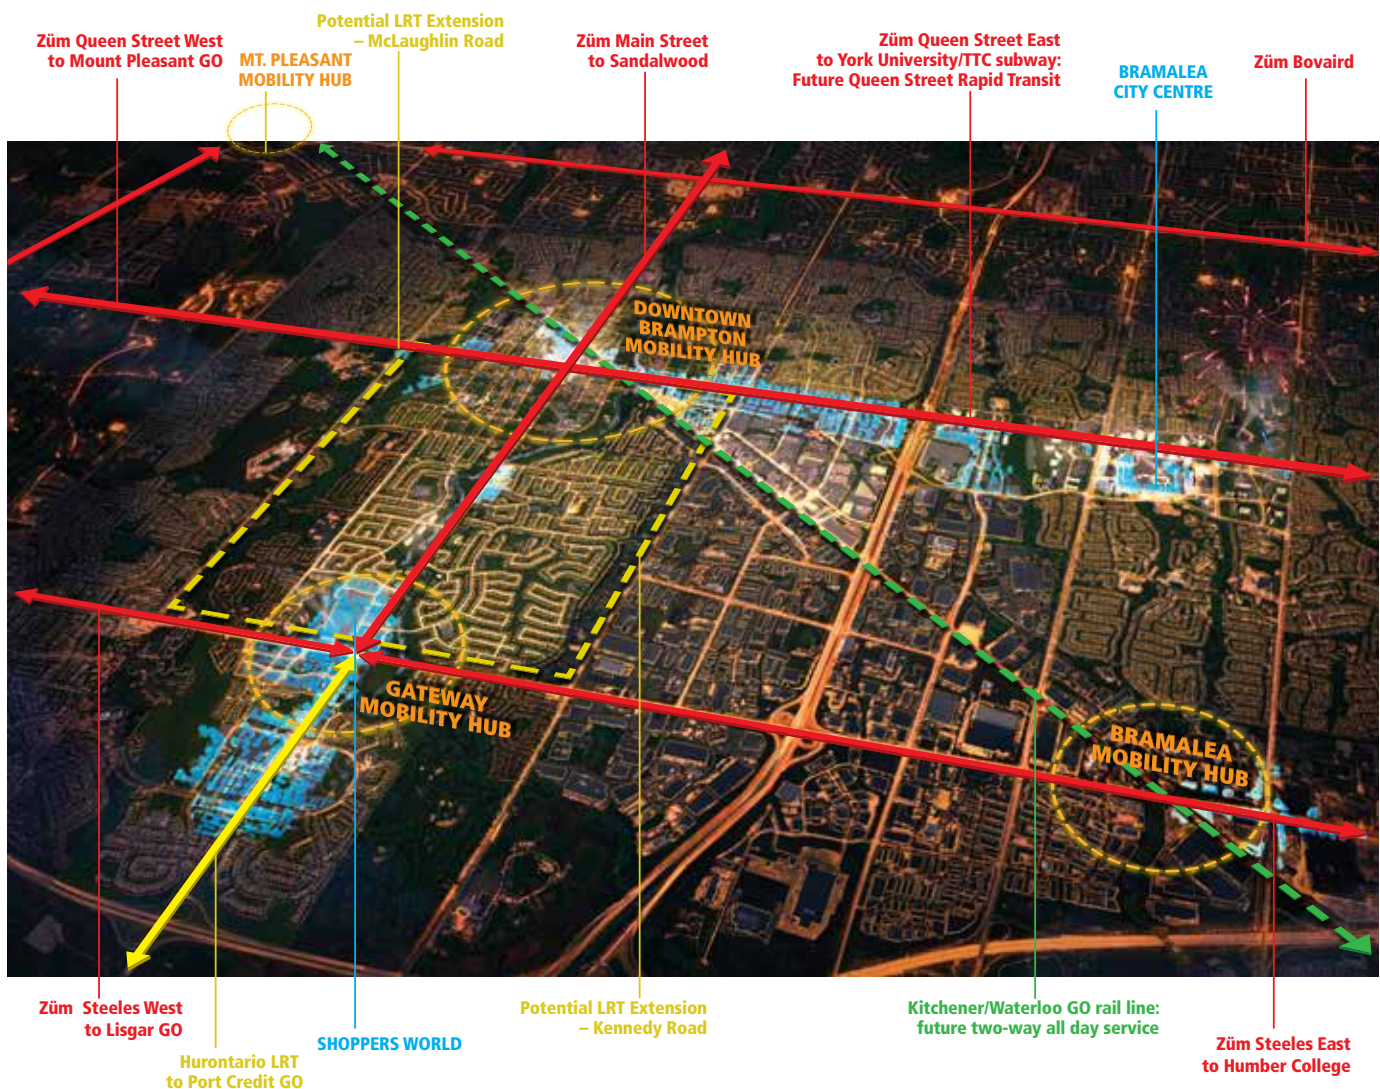 Potential LRT Extension
– McLaughlin Road
Züm Queen Street West
to Mount Pleasant GO
MT. PLEASANT
MOBILITY HUB
Züm Main Street
to Sandalwood
Züm Queen Street East
to York University/TTC subway:
Future Queen Street Rapid Transit
BRAMALEA
CITY CENTRE
Züm Bovaird
DOWNTOWN
BRAMPTON
MOBILITY HUB
GATEWAY
MOBILITY HUB
BRAMALEA
MOBILITY HUB
Züm Steeles West
to Lisgar GO
Hurontario LRT
to Port Credit GO
SHOPPERS WORLD
Potential LRT Extension
– Kennedy Road
Kitchener/Waterloo GO rail line:
future two-way all day service
Züm Steeles East
to Humber College